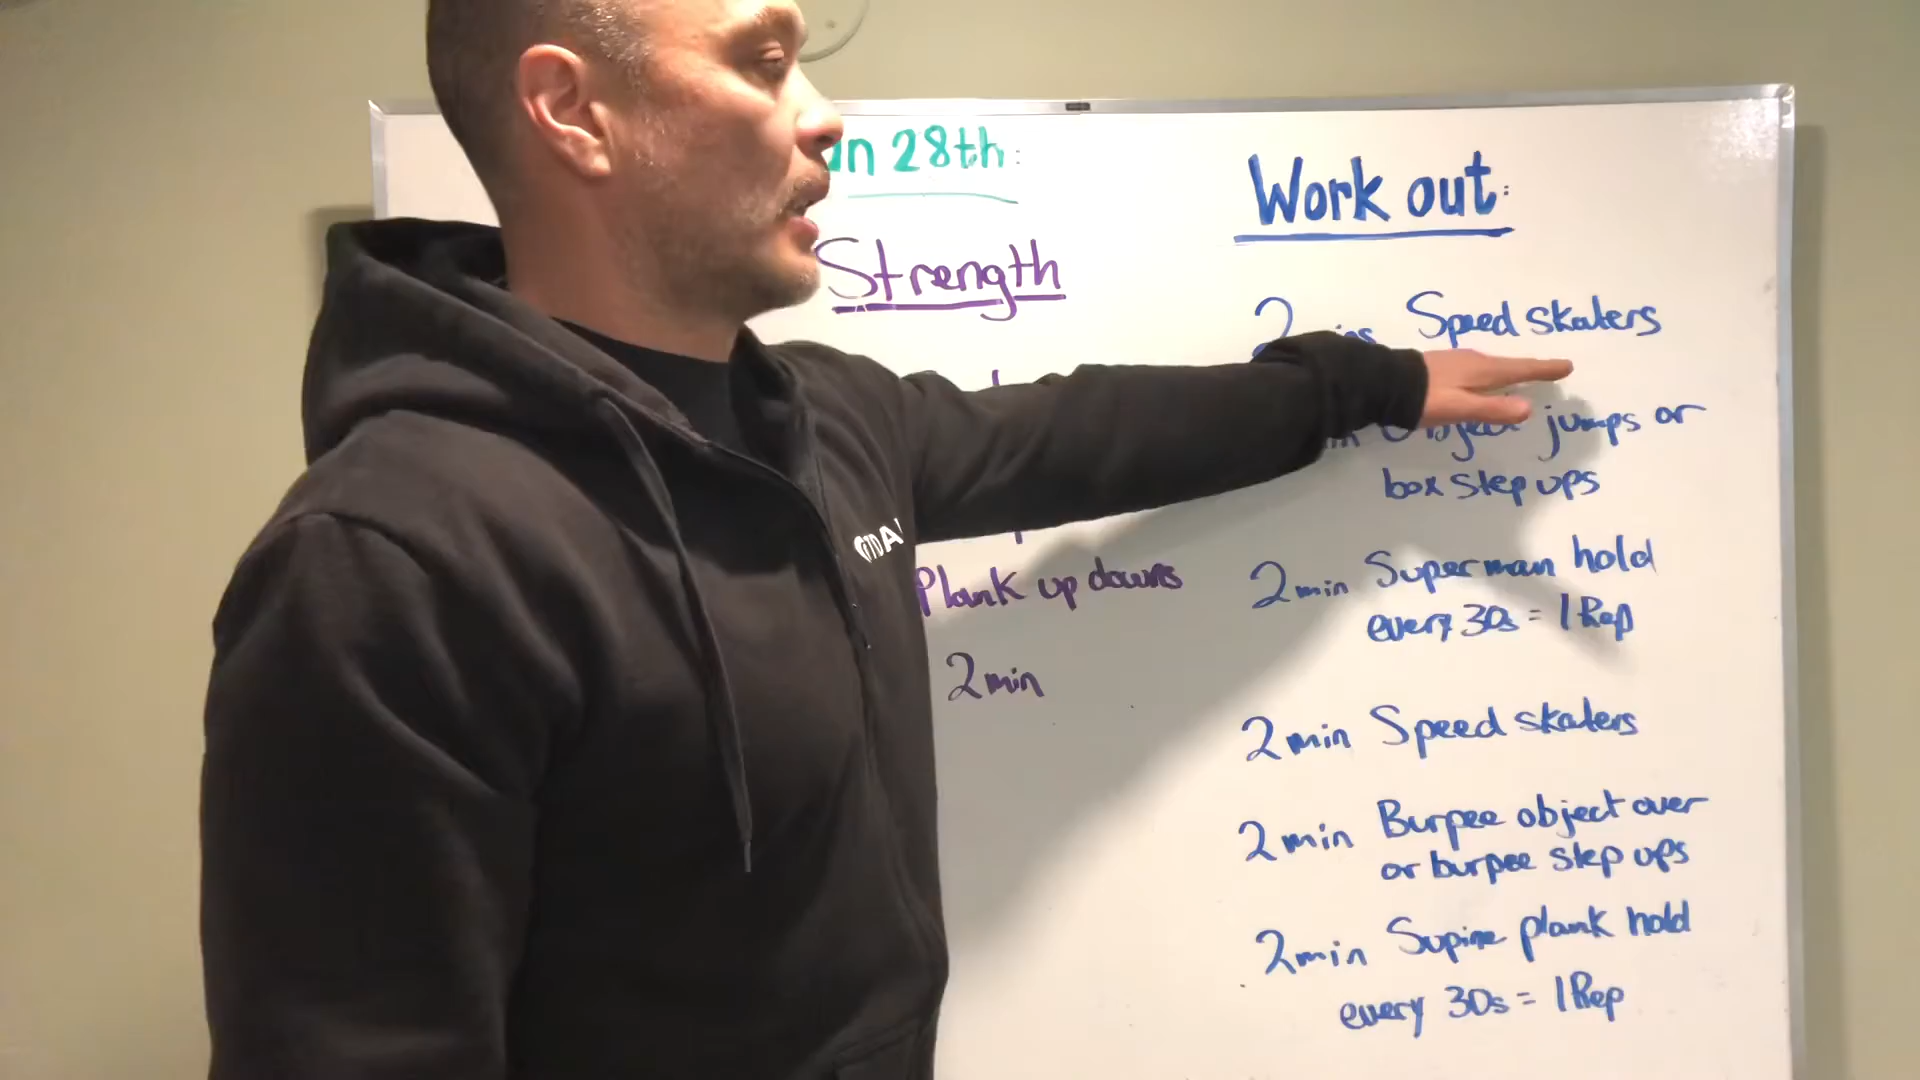 28th:
Strength
Plank up downs
2min
Work out:
2 Speed skaters
jumps or
box step ups
2min Superman hold
every 30s = 1 Rep
2min Speed skaters
2min Burpee object over
or burpee step ups
2min Supine plank hold
every 30s = 1 Rep